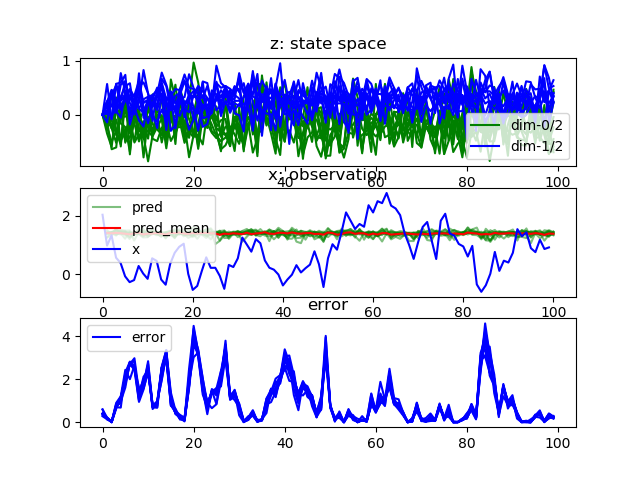 z: state space
1
0
dim-0/2
dim-1/2
0 20 40 60 80 100
x: observation
2
0
pred
pred_mean
x
0 20 40 60 80 100
error
4
2
0
error
0 20 40 60 80 100